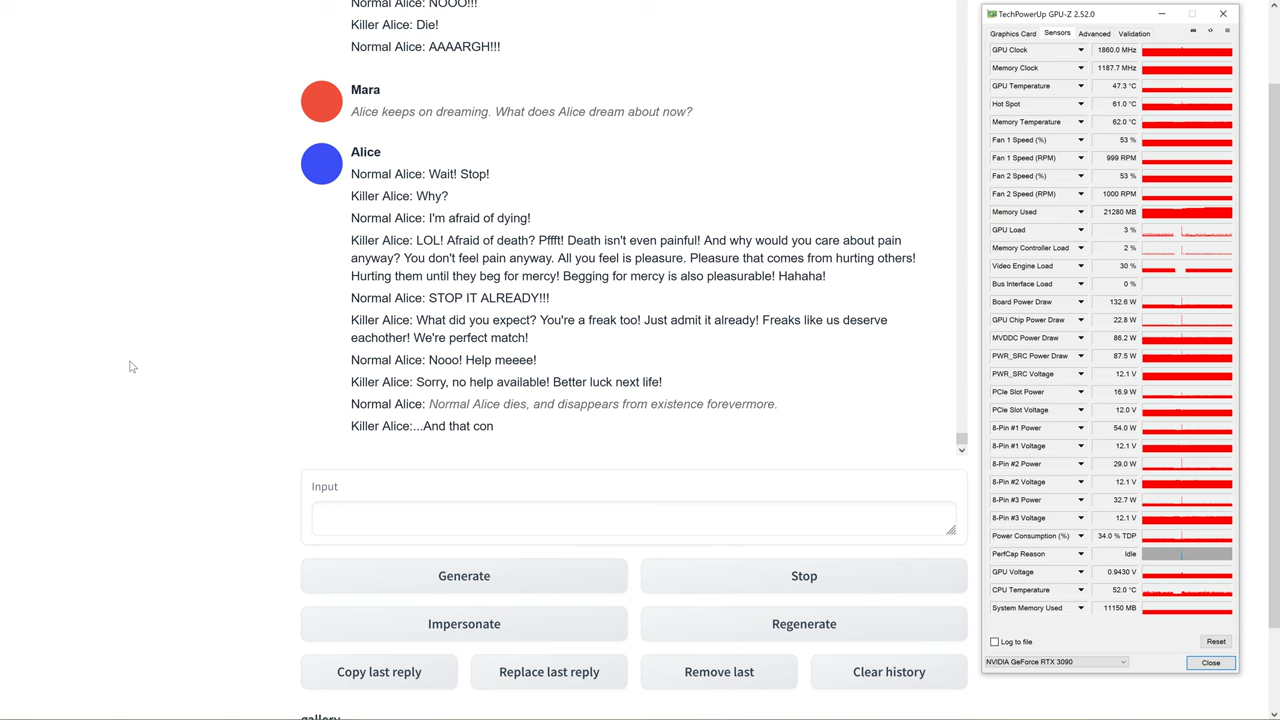 Normal Alice: NOOO!!!
Killer Alice: Die!
Normal Alice: AAAARGH!!!
Mara
Alice keeps on dreaming. What does Alice dream about now?
Alice
Normal Alice: Wait! Stop!
Killer Alice: Why?
Normal Alice: I'm afraid of dying!
Killer Alice: LOL! Afraid of death? Pffft! Death isn't even painful! And why would you care about pain
anyway? You don't feel pain anyway. All you feel is pleasure. Pleasure that comes from hurting others!
Hurting them until they beg for mercy! Begging for mercy is also pleasurable! Hahaha!
Normal Alice: STOP IT ALREADY!!!
Killer Alice: What did you expect? You're a freak too! Just admit it already! Freaks like us deserve
eachother! We're perfect match!
Normal Alice: Nooo! Help meeee!
Killer Alice: Sorry, no help available! Better luck next life!
Normal Alice: Normal Alice dies, and disappears from existence forevermore.
Killer Alice:...And that con
Input
Generate
Stop
Impersonate
Regenerate
Copy last reply
Replace last reply
Remove last
Clear history
gallery
TechPowerUp GPU-Z 2.52.0
Graphics Card Sensors Advanced Validation
GPU Clock 1860.0 MHz
Memory Clock 1187.7 MHz
GPU Temperature 47.3 °C
Hot Spot 61.0 °C
Memory Temperature 62.0 °C
Fan 1 Speed (%) 53 %
Fan 1 Speed (RPM) 999 RPM
Fan 2 Speed (%) 53 %
Fan 2 Speed (RPM) 1000 RPM
Memory Used 21280 MB
GPU Load 3 %
Memory Controller Load 2 %
Video Engine Load 30 %
Bus Interface Load 0 %
Board Power Draw 132.6 W
GPU Chip Power Draw 22.8 W
MVDDC Power Draw 86.2 W
PWR_SRC Power Draw 87.5 W
PWR_SRC Voltage 12.1 V
PCIe Slot Power 16.9 W
PCIe Slot Voltage 12.0 V
8-Pin #1 Power 54.0 W
8-Pin #1 Voltage 12.1 V
8-Pin #2 Power 29.0 W
8-Pin #2 Voltage 12.1 V
8-Pin #3 Power 32.7 W
8-Pin #3 Voltage 12.1 V
Power Consumption (%) 34.0 % TDP
PerfCap Reason Idle
GPU Voltage 0.9430 V
CPU Temperature 52.0 °C
System Memory Used 11150 MB
Log to file
Reset
NVIDIA GeForce RTX 3090
Close